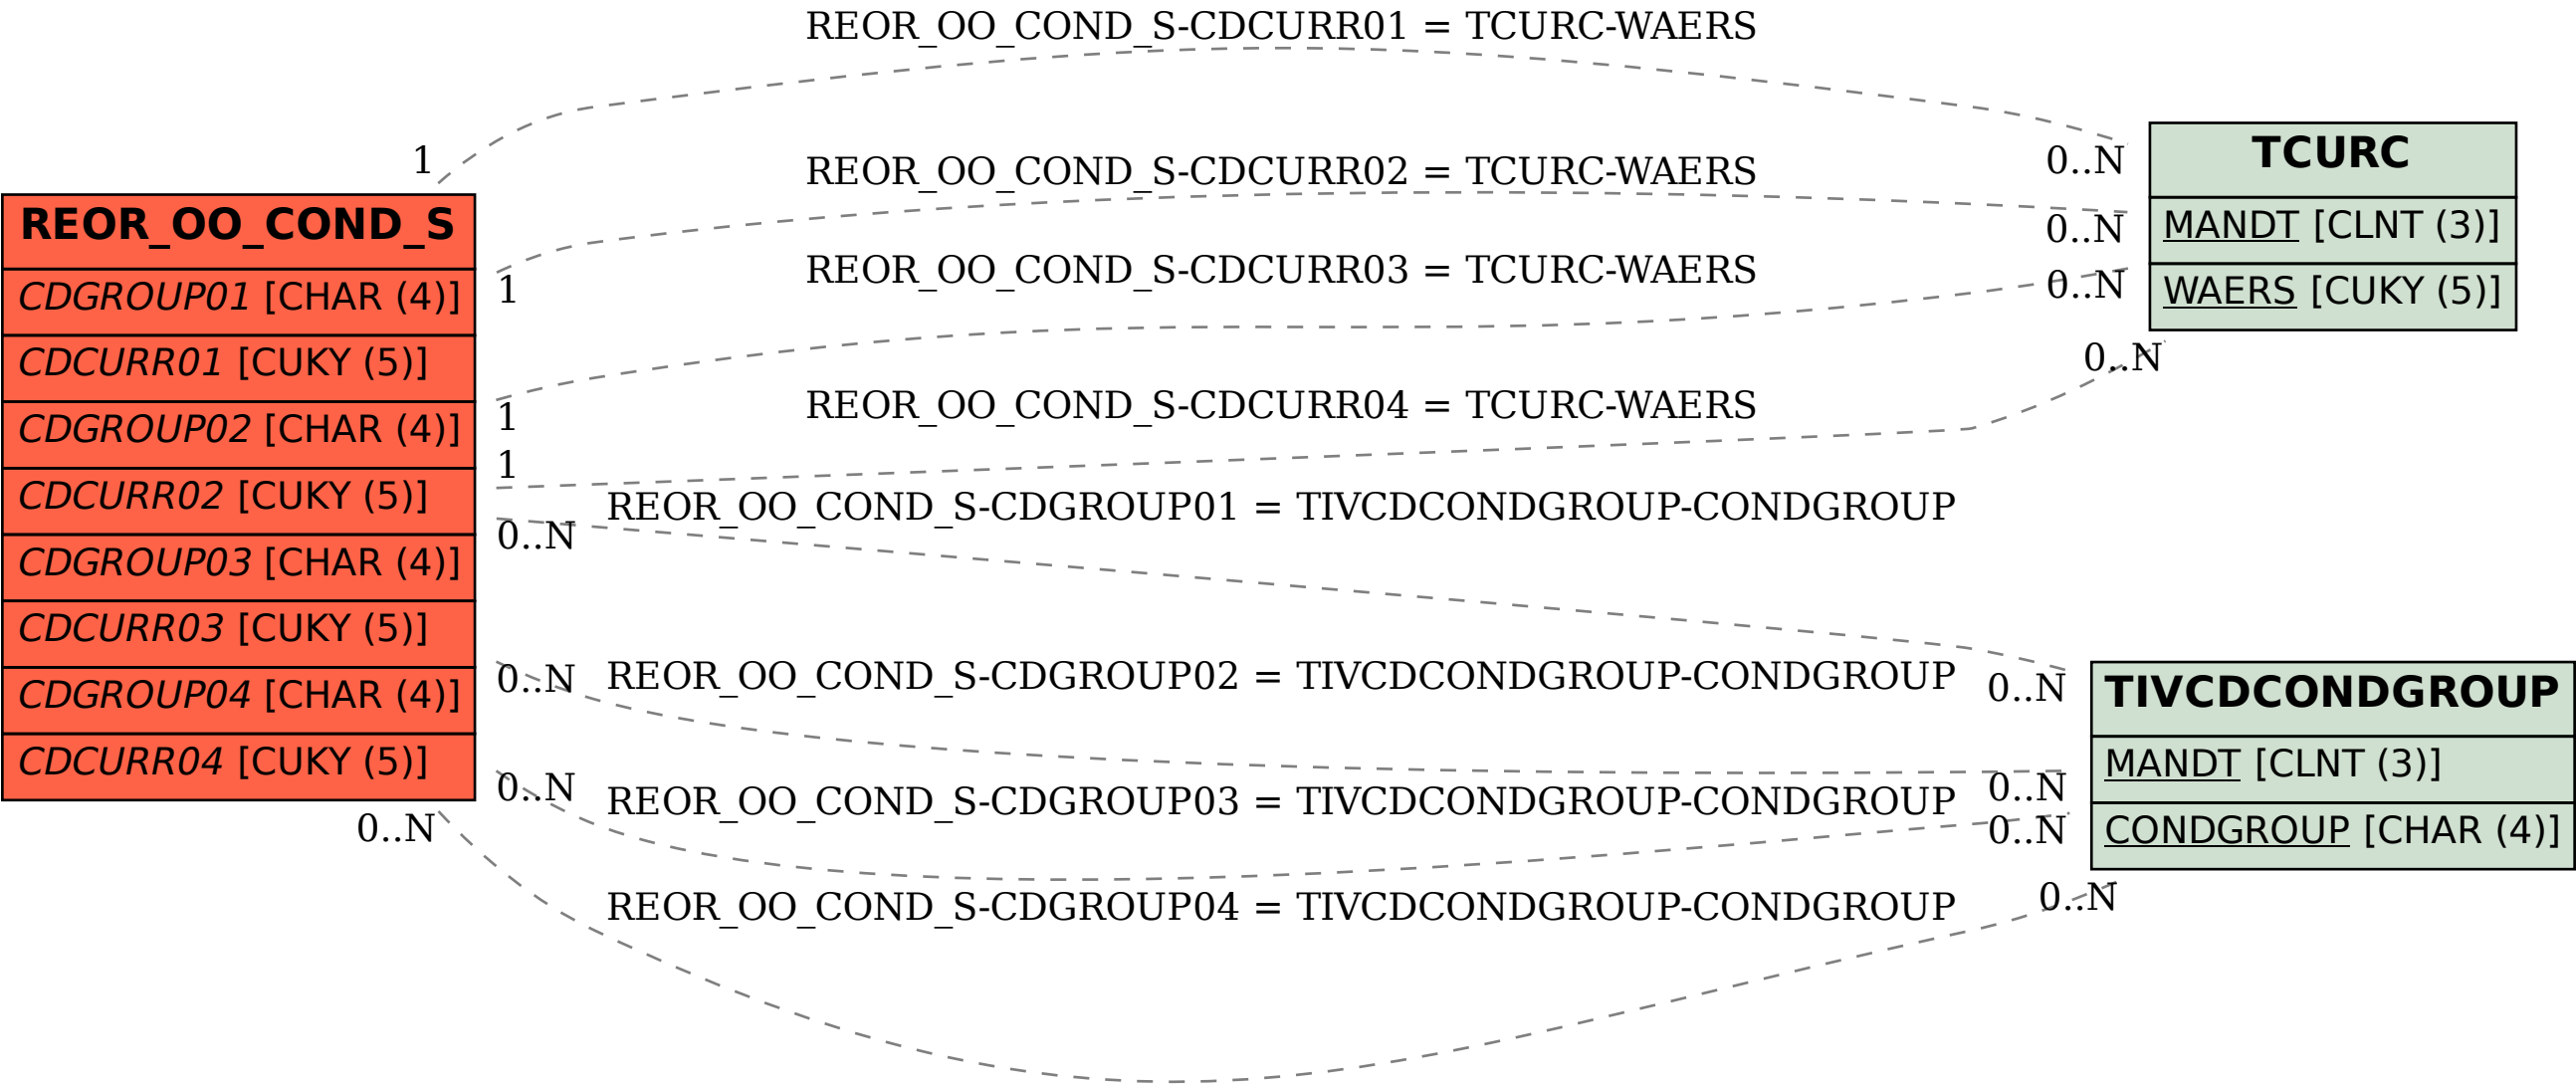 REOR_OO_COND_S-CDCURR01 = TCURC-WAERS
1
0..N
REOR_OO_COND_S-CDCURR02 = TCURC-WAERS
1
0..N
REOR_OO_COND_S-CDCURR03 = TCURC-WAERS
1
0..N
REOR_OO_COND_S-CDCURR04 = TCURC-WAERS
1
0..N
REOR_OO_COND_S-CDGROUP01 = TIVCDCONDGROUP-CONDGROUP
0..N
0..N
REOR_OO_COND_S-CDGROUP02 = TIVCDCONDGROUP-CONDGROUP
0..N
0..N
REOR_OO_COND_S-CDGROUP03 = TIVCDCONDGROUP-CONDGROUP
0..N
0..N
REOR_OO_COND_S-CDGROUP04 = TIVCDCONDGROUP-CONDGROUP
0..N
0..N
REOR_OO_COND_S
CDGROUP01 [CHAR (4)]
CDCURR01 [CUKY (5)]
CDGROUP02 [CHAR (4)]
CDCURR02 [CUKY (5)]
CDGROUP03 [CHAR (4)]
CDCURR03 [CUKY (5)]
CDGROUP04 [CHAR (4)]
CDCURR04 [CUKY (5)]
TCURC
MANDT [CLNT (3)]
WAERS [CUKY (5)]
TIVCDCONDGROUP
MANDT [CLNT (3)]
CONDGROUP [CHAR (4)]